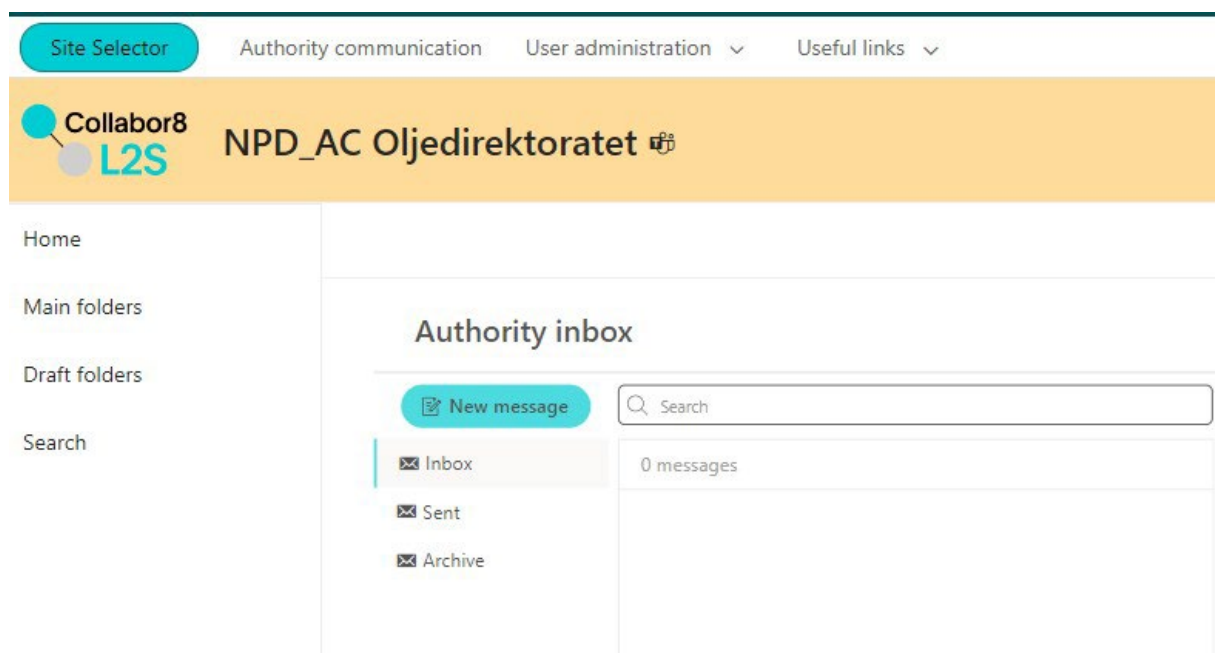 Site Selector Authority communication User administration Useful links
Collabor8
L2S
NPD_AC Oljedirektoratet
Home
Main folders
Draft folders
Search
Authority inbox
New message Search
Inbox 0 messages
Sent
Archive